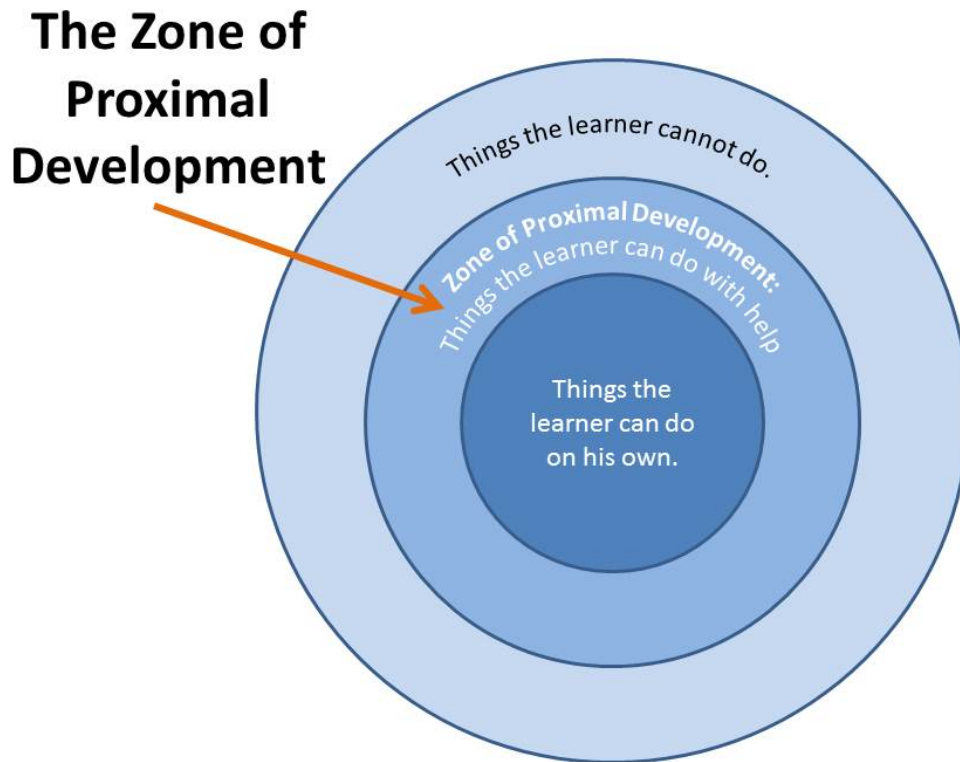 The Zone of
Proximal
Development
Things the learner cannot do.
Zone of Proximal Development:
Things the learner can do with help
Things the
learner can do
on his own.